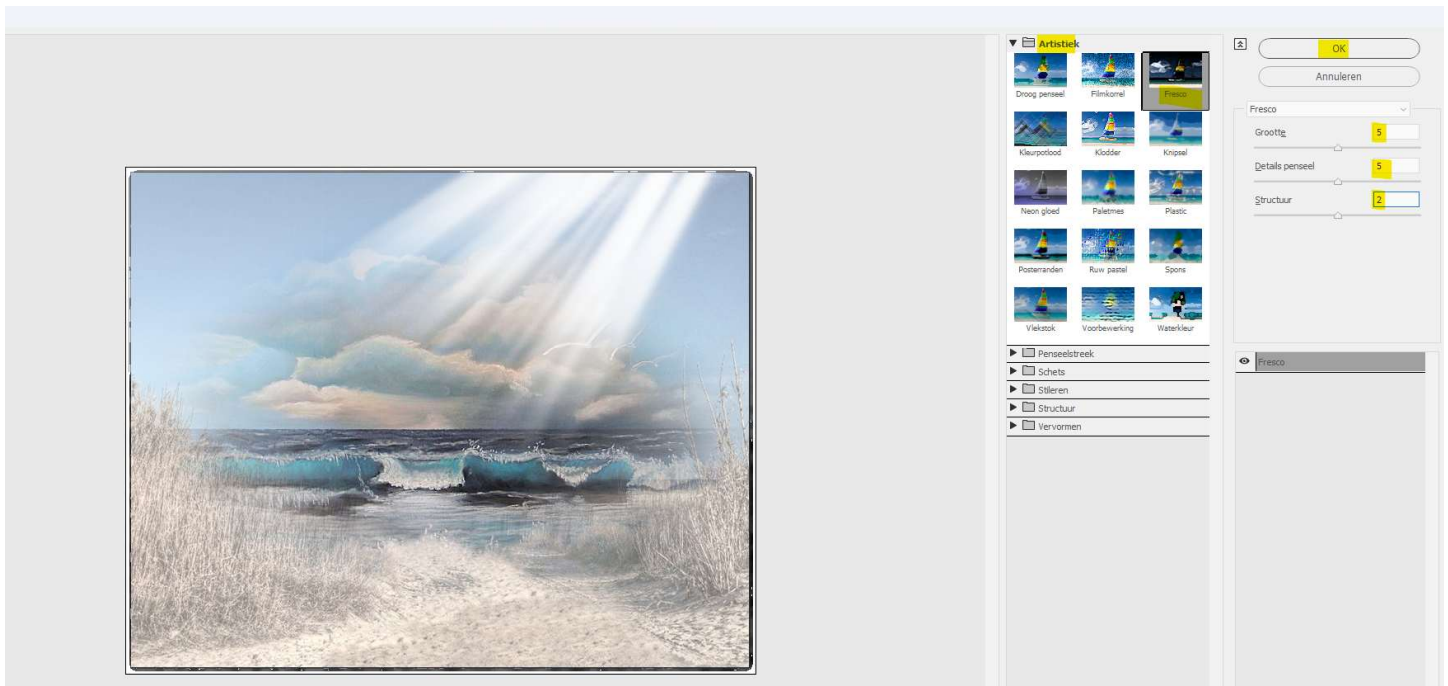 Artistiek
Droog penseel Filmkorrel Fresco
Kleurpotlood Klodder Knipsel
Neon gloed Paletmes Plastic
Posterranden Ruw pastel Spons
Vlekstok Voorbewerking Waterkleur
Penseelstreek
Schets
Stileren
Structuur
Vervormen
OK
Annuleren
Fresco
Grootte 5
Details penseel 5
Structuur 2
Fresco